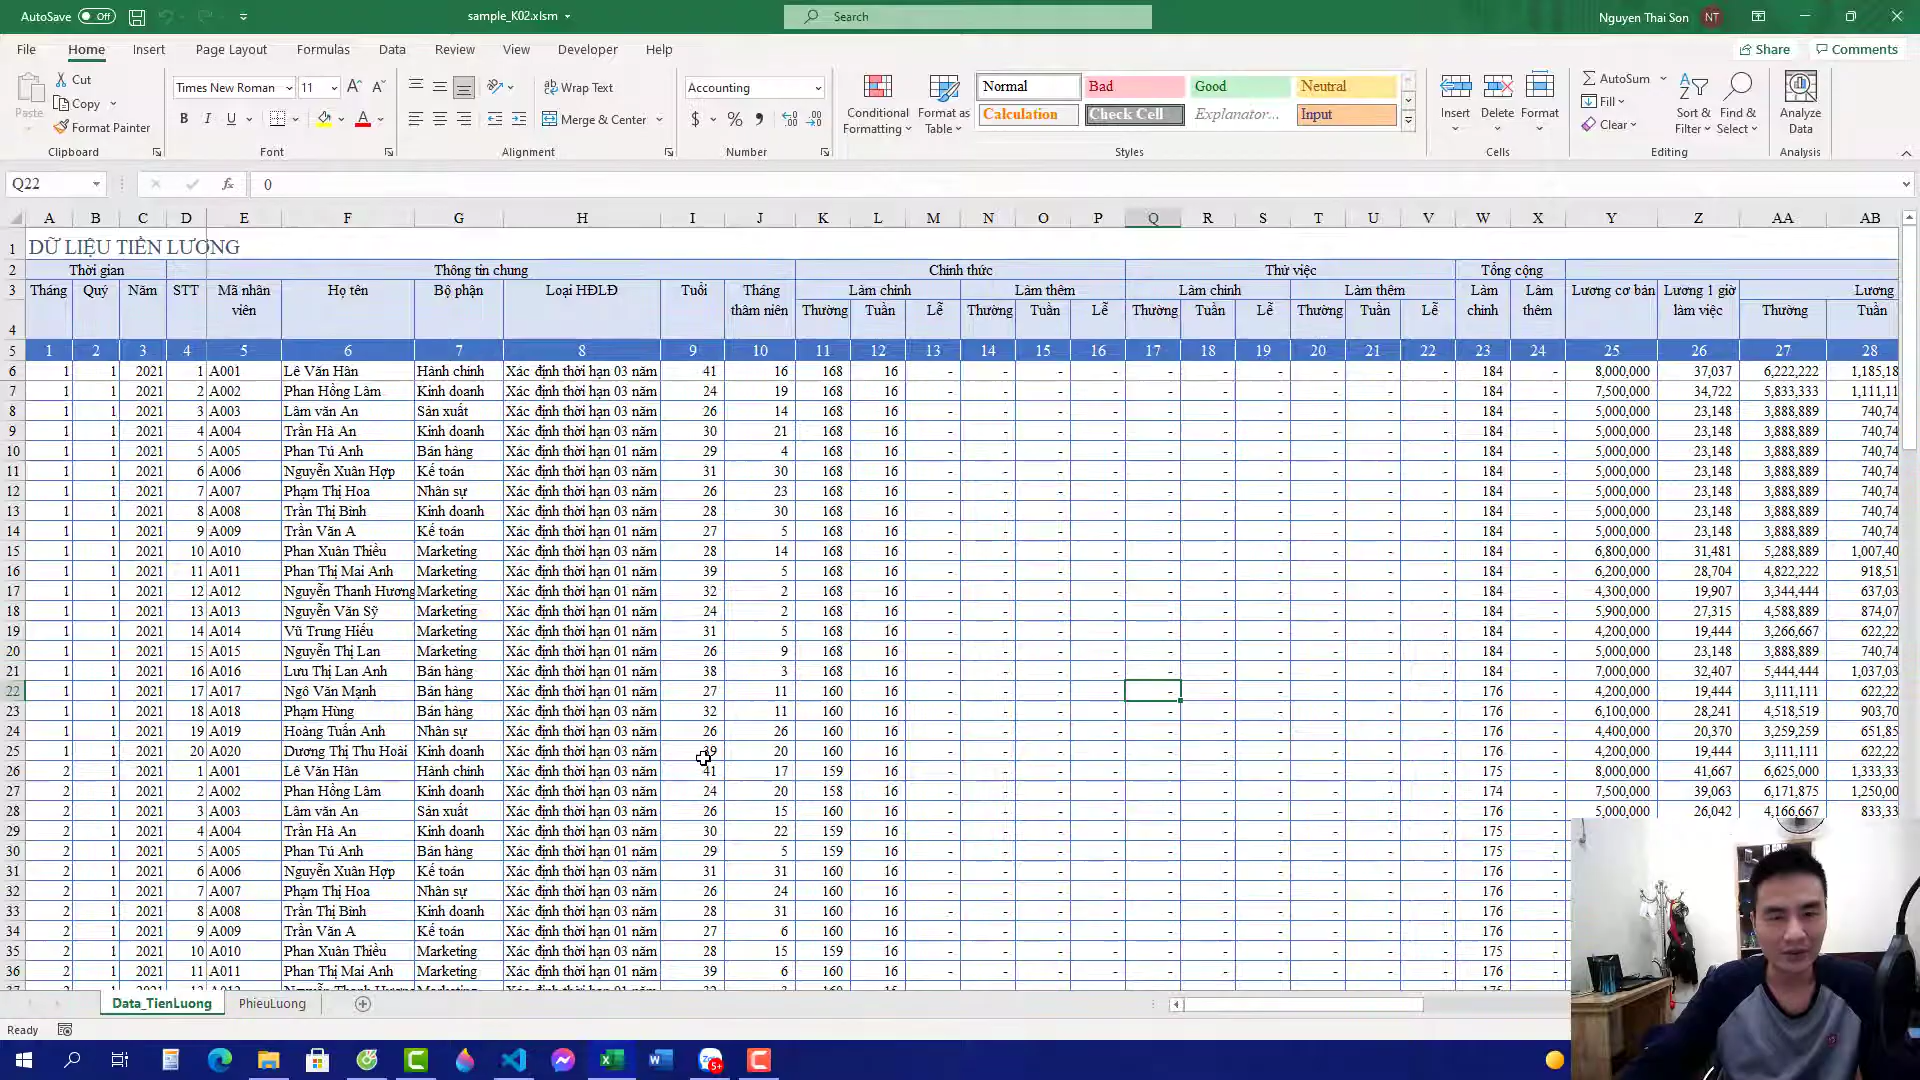 AutoSave Off sample_K02.xlsm Search Nguyen Thai Son NT
File Home Insert Page Layout Formulas Data Review View Developer Help Share Comments
Paste Cut Copy Format Painter Clipboard
Times New Roman 11 B I U A Font
Wrap Text Merge & Center Alignment
Accounting $ % Number
Conditional Formatting Format as Table
Normal Bad Good Neutral
Calculation Check Cell Explanator... Input
Styles
Insert Delete Format Cells
AutoSum Fill Clear Sort & Filter Find & Select Editing
Analyze Data Analysis
Q22 fx 0
A B C D E F G H I J K L M N O P Q R S T U V W X Y Z AA AB
1 DỮ LIỆU TIỀN LƯƠNG
2 Thời gian Thông tin chung Chính thức Thử việc Tổng cộng
3 Tháng Quý Năm STT Mã nhân viên Họ tên Bộ phận Loại HĐLĐ Tuổi Tháng thâm niên Làm chính Làm thêm Làm chính Làm thêm Làm chính Làm thêm Lương cơ bản Lương 1 giờ làm việc Lương
4 Thường Tuần Lễ Thường Tuần Lễ Thường Tuần Lễ Thường Tuần Lễ Thường Tuần
5 1 2 3 4 5 6 7 8 9 10 11 12 13 14 15 16 17 18 19 20 21 22 23 24 25 26 27 28
6 1 1 2021 1 A001 Lê Văn Hân Hành chính Xác định thời hạn 03 năm 41 16 168 16 - - - - - - - - - - 184 - 8,000,000 37,037 6,222,222 1,185,18
7 1 1 2021 2 A002 Phan Hồng Lâm Kinh doanh Xác định thời hạn 03 năm 24 19 168 16 - - - - - - - - - - 184 - 7,500,000 34,722 5,833,333 1,111,11
8 1 1 2021 3 A003 Lâm văn An Sản xuất Xác định thời hạn 03 năm 26 14 168 16 - - - - - - - - - - 184 - 5,000,000 23,148 3,888,889 740,74
9 1 1 2021 4 A004 Trần Hà An Kinh doanh Xác định thời hạn 03 năm 30 21 168 16 - - - - - - - - - - 184 - 5,000,000 23,148 3,888,889 740,74
10 1 1 2021 5 A005 Phan Tú Anh Bán hàng Xác định thời hạn 01 năm 29 4 168 16 - - - - - - - - - - 184 - 5,000,000 23,148 3,888,889 740,74
11 1 1 2021 6 A006 Nguyễn Xuân Hợp Kế toán Xác định thời hạn 03 năm 31 30 168 16 - - - - - - - - - - 184 - 5,000,000 23,148 3,888,889 740,74
12 1 1 2021 7 A007 Phạm Thị Hoa Nhân sự Xác định thời hạn 03 năm 26 23 168 16 - - - - - - - - - - 184 - 5,000,000 23,148 3,888,889 740,74
13 1 1 2021 8 A008 Trần Thị Bình Kinh doanh Xác định thời hạn 03 năm 28 30 168 16 - - - - - - - - - - 184 - 5,000,000 23,148 3,888,889 740,74
14 1 1 2021 9 A009 Trần Văn A Kế toán Xác định thời hạn 01 năm 27 5 168 16 - - - - - - - - - - 184 - 5,000,000 23,148 3,888,889 740,74
15 1 1 2021 10 A010 Phan Xuân Thiều Marketing Xác định thời hạn 03 năm 28 14 168 16 - - - - - - - - - - 184 - 6,800,000 31,481 5,288,889 1,007,40
16 1 1 2021 11 A011 Phan Thị Mai Anh Marketing Xác định thời hạn 01 năm 39 5 168 16 - - - - - - - - - - 184 - 6,200,000 28,704 4,822,222 918,51
17 1 1 2021 12 A012 Nguyễn Thanh Hương Marketing Xác định thời hạn 01 năm 32 2 168 16 - - - - - - - - - - 184 - 4,300,000 19,907 3,344,444 637,03
18 1 1 2021 13 A013 Nguyễn Văn Sỹ Marketing Xác định thời hạn 01 năm 24 2 168 16 - - - - - - - - - - 184 - 5,900,000 27,315 4,588,889 874,07
19 1 1 2021 14 A014 Vũ Trung Hiếu Marketing Xác định thời hạn 01 năm 31 5 168 16 - - - - - - - - - - 184 - 4,200,000 19,444 3,266,667 622,22
20 1 1 2021 15 A015 Nguyễn Thị Lan Marketing Xác định thời hạn 01 năm 26 9 168 16 - - - - - - - - - - 184 - 5,000,000 23,148 3,888,889 740,74
21 1 1 2021 16 A016 Lưu Thị Lan Anh Bán hàng Xác định thời hạn 01 năm 38 3 168 16 - - - - - - - - - - 184 - 7,000,000 32,407 5,444,444 1,037,03
22 1 1 2021 17 A017 Ngô Văn Mạnh Bán hàng Xác định thời hạn 01 năm 27 11 160 16 - - - - - - - - - - 176 - 4,200,000 19,444 3,111,111 622,22
23 1 1 2021 18 A018 Phạm Hùng Bán hàng Xác định thời hạn 03 năm 32 11 160 16 - - - - - - - - - - 176 - 6,100,000 28,241 4,518,519 903,70
24 1 1 2021 19 A019 Hoàng Tuấn Anh Nhân sự Xác định thời hạn 03 năm 26 26 160 16 - - - - - - - - - - 176 - 4,400,000 20,370 3,259,259 651,85
25 1 1 2021 20 A020 Dương Thị Thu Hoài Kinh doanh Xác định thời hạn 03 năm 39 20 160 16 - - - - - - - - - - 176 - 4,200,000 19,444 3,111,111 622,22
26 2 1 2021 1 A001 Lê Văn Hân Hành chính Xác định thời hạn 03 năm 41 17 159 16 - - - - - - - - - - 175 - 8,000,000 41,667 6,625,000 1,333,33
27 2 1 2021 2 A002 Phan Hồng Lâm Kinh doanh Xác định thời hạn 03 năm 24 20 158 16 - - - - - - - - - - 174 - 7,500,000 39,063 6,171,875 1,250,00
28 2 1 2021 3 A003 Lâm văn An Sản xuất Xác định thời hạn 03 năm 26 15 160 16 - - - - - - - - - - 176 - 5,000,000 26,042 4,166,667 833,33
29 2 1 2021 4 A004 Trần Hà An Kinh doanh Xác định thời hạn 03 năm 30 22 159 16 - - - - - - - - - - 175 -
30 2 1 2021 5 A005 Phan Tú Anh Bán hàng Xác định thời hạn 01 năm 29 5 159 16 - - - - - - - - - - 175 -
31 2 1 2021 6 A006 Nguyễn Xuân Hợp Kế toán Xác định thời hạn 03 năm 31 31 160 16 - - - - - - - - - - 176 -
32 2 1 2021 7 A007 Phạm Thị Hoa Nhân sự Xác định thời hạn 03 năm 26 24 160 16 - - - - - - - - - - 176 -
33 2 1 2021 8 A008 Trần Thị Bình Kinh doanh Xác định thời hạn 03 năm 28 31 160 16 - - - - - - - - - - 176 -
34 2 1 2021 9 A009 Trần Văn A Kế toán Xác định thời hạn 01 năm 27 6 160 16 - - - - - - - - - - 176 -
35 2 1 2021 10 A010 Phan Xuân Thiều Marketing Xác định thời hạn 03 năm 28 15 159 16 - - - - - - - - - - 175 -
36 2 1 2021 11 A011 Phan Thị Mai Anh Marketing Xác định thời hạn 01 năm 39 6 160 16 - - - - - - - - - - 176 -
Data_TienLuong PhieuLuong
Ready